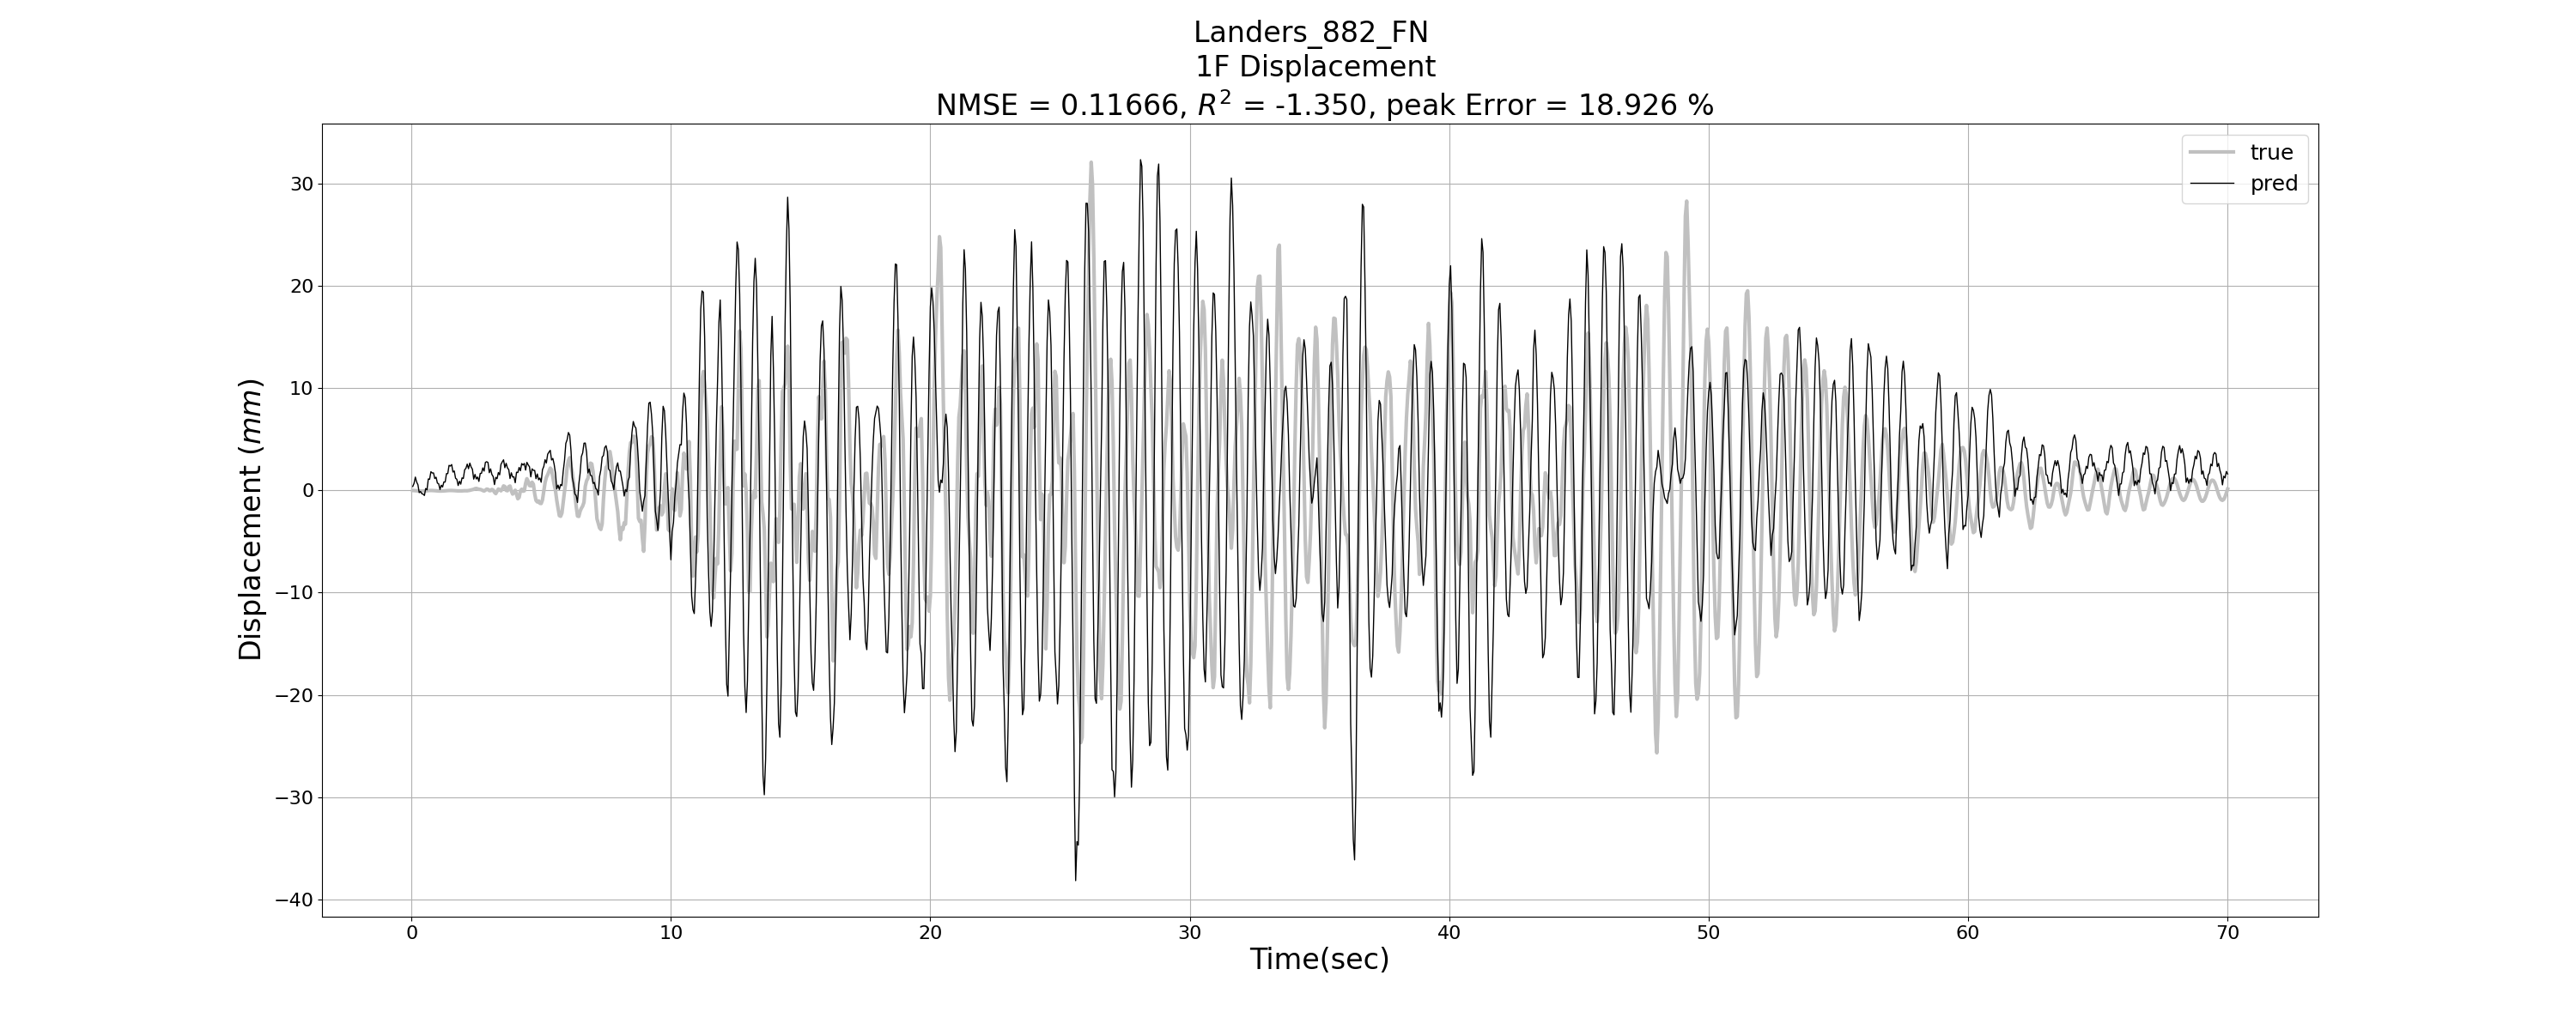 Landers_882_FN
1F Displacement
NMSE = 0.11666, R² = -1.350, peak Error = 18.926 %
true
pred
Displacement (mm)
30
20
10
0
−10
−20
−30
−40
0 10 20 30 40 50 60 70
Time(sec)